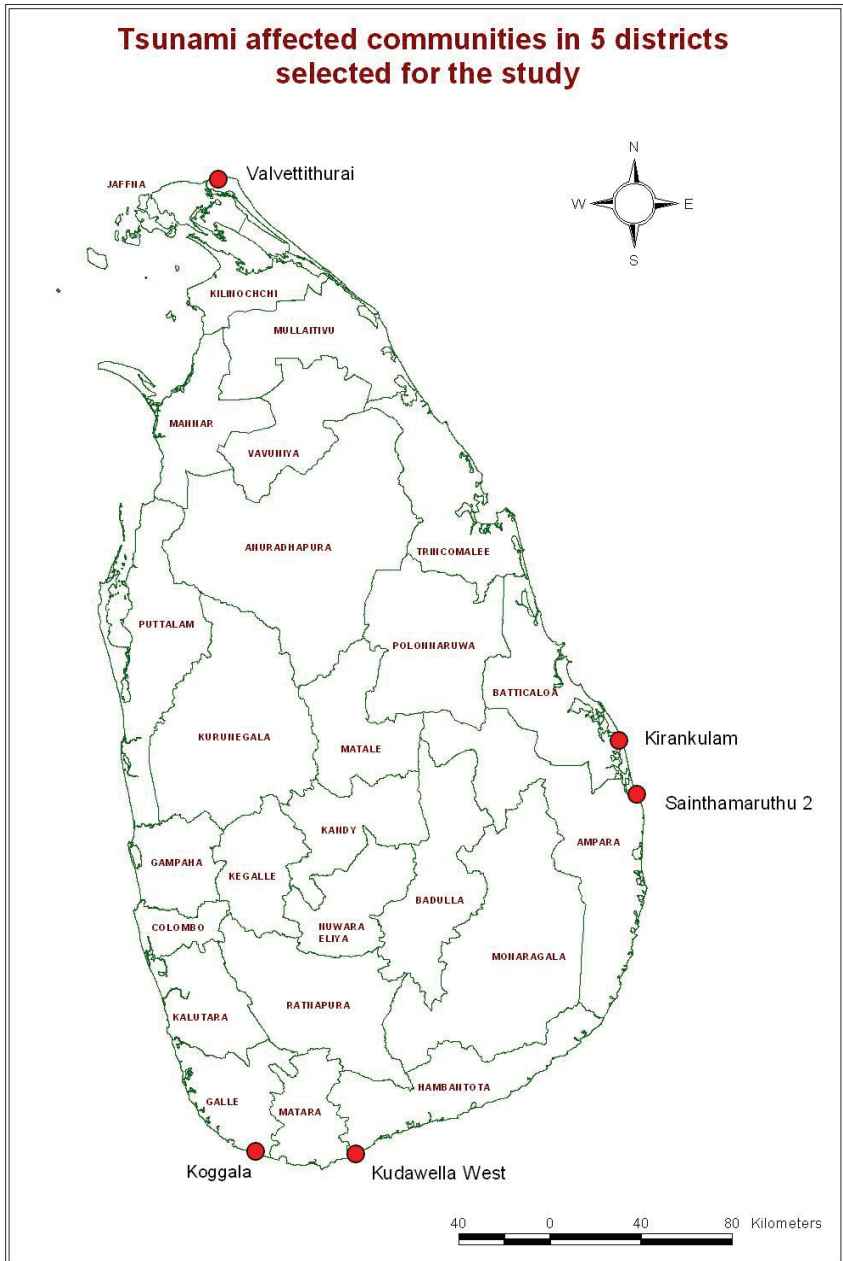 Tsunami affected communities in 5 districts
selected for the study
N
W E
S
JAFFNA
Valvettithurai
KILINOCHCHI
MULLAITIVU
MANNAR
VAVUNIYA
ANURADHAPURA
TRINCOMALEE
PUTTALAM
POLONNARUWA
BATTICALOA
KURUNEGALA
MATALE
Kirankulam
Sainthamaruthu 2
KANDY
AMPARA
GAMPAHA
KEGALLE
BADULLA
COLOMBO
NUWARA
ELIYA
MONARAGALA
RATNAPURA
KALUTARA
HAMBANTOTA
GALLE
MATARA
Koggala
Kudawella West
40 0 40 80 Kilometers